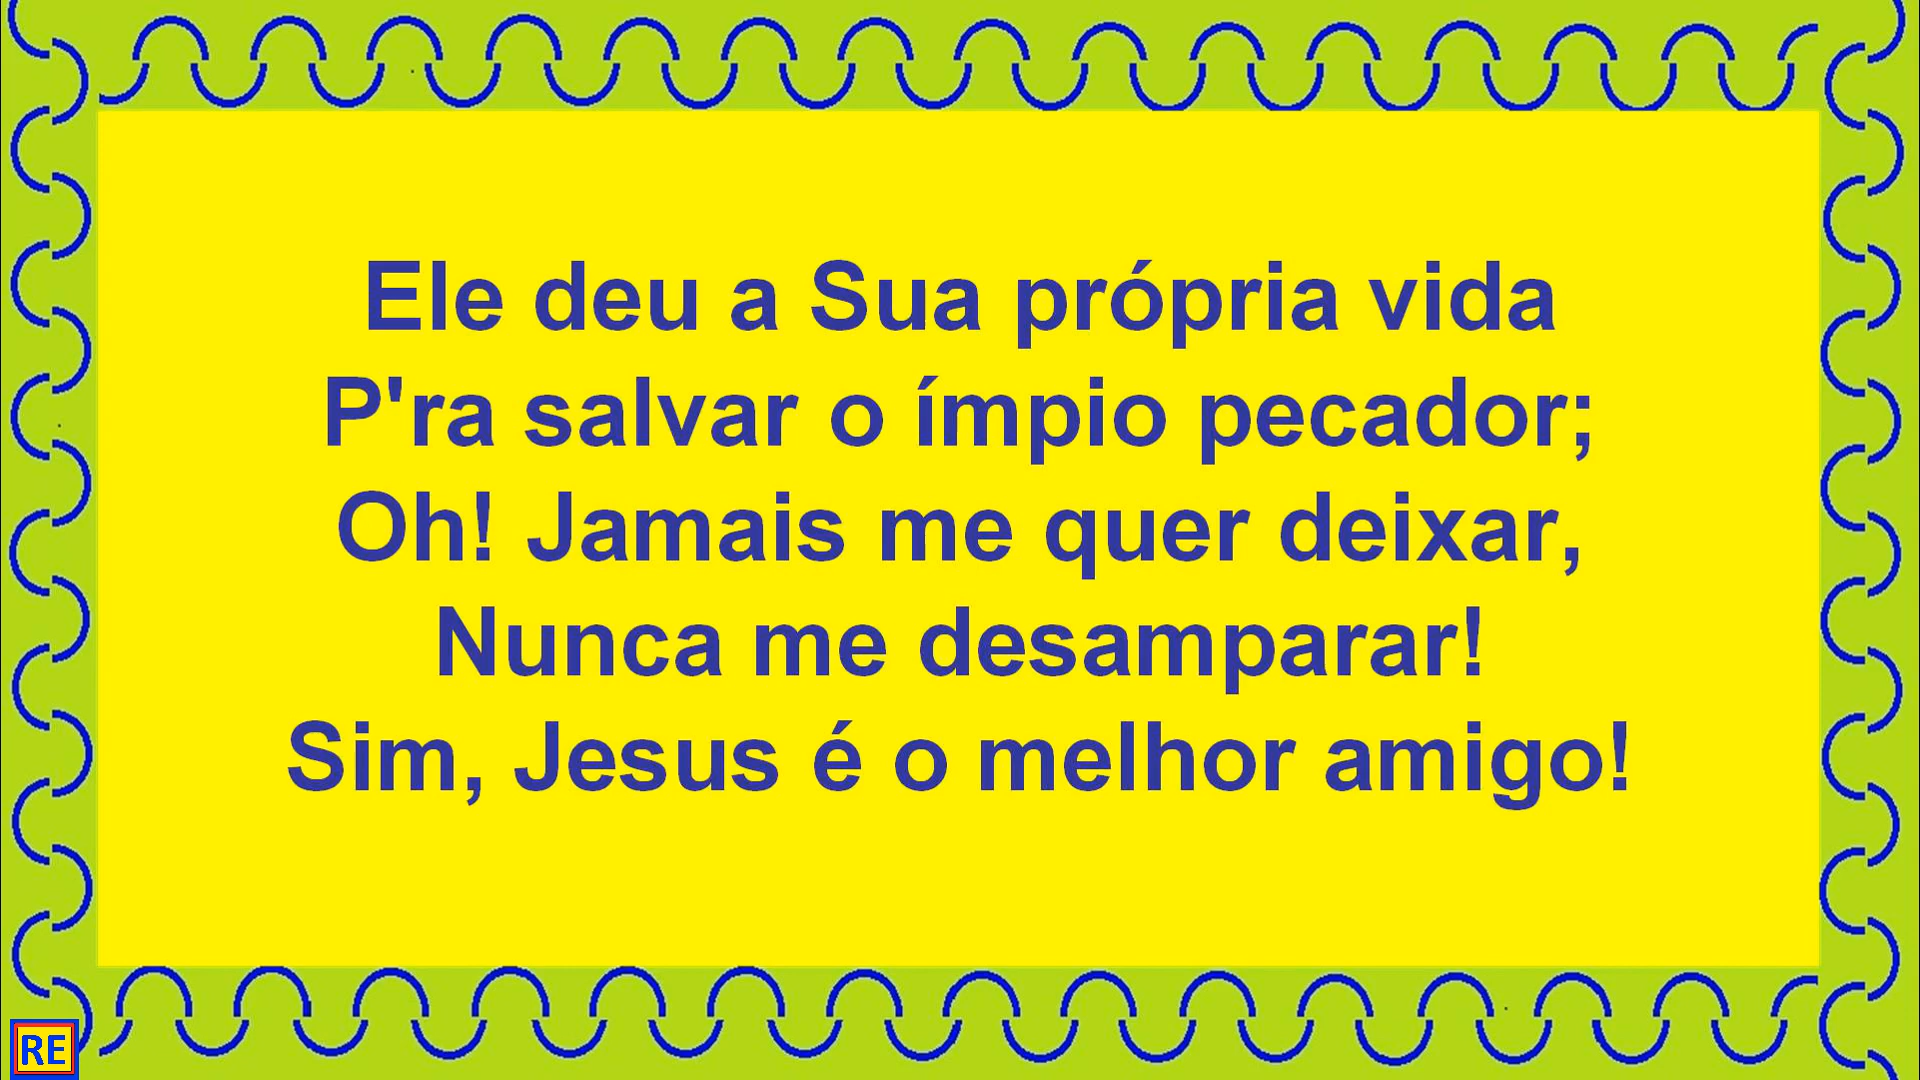 Ele deu a Sua própria vida
P'ra salvar o ímpio pecador;
Oh! Jamais me quer deixar,
Nunca me desamparar!
Sim, Jesus é o melhor amigo!
RE